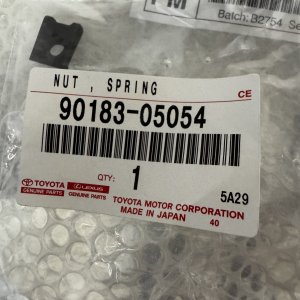 Batch: B2754
NUT , SPRING
CE
90183-05054
QTY:
1
5A29
TOYOTA
GENUINE PARTS
LEXUS
GENUINE PARTS
TOYOTA MOTOR CORPORATION
MADE IN JAPAN
40